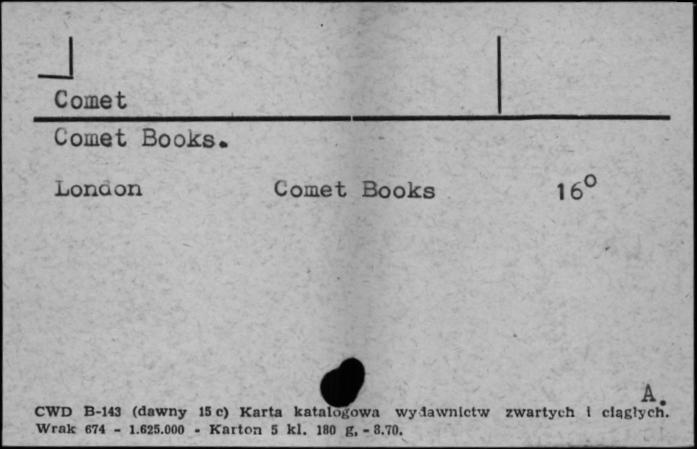 Comet
Comet Books.
London Comet Books 16°
A.
CWD B-143 (dawny 15 c) Karta katalogowa wydawnictw zwartych i ciągłych.
Wrak 674 - 1.625.000 - Karton 5 kl. 180 g. - 8.70.